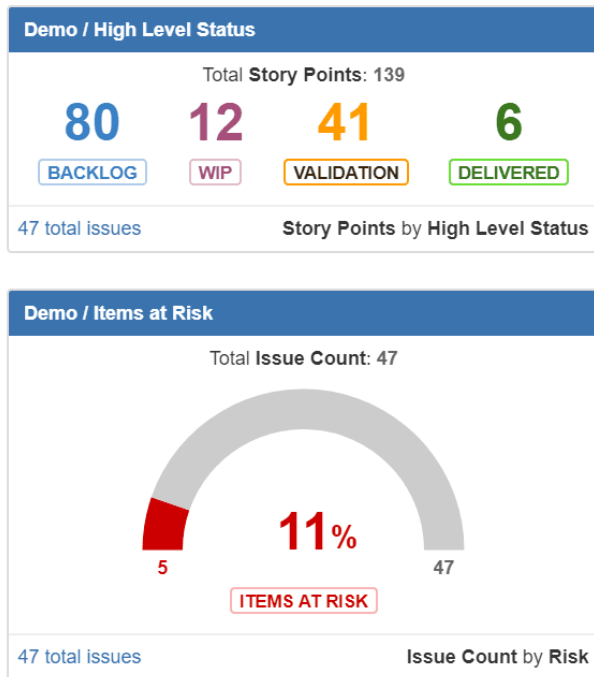 Demo / High Level Status
Total Story Points: 139
80 12 41 6
BACKLOG WIP VALIDATION DELIVERED
47 total issues Story Points by High Level Status
Demo / Items at Risk
Total Issue Count: 47
11%
5 47
ITEMS AT RISK
47 total issues Issue Count by Risk